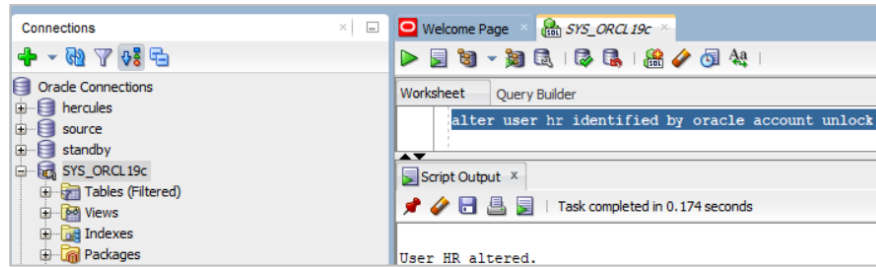 Connections
Oracle Connections
hercules
source
standby
SYS_ORCL19c
Tables (Filtered)
Views
Indexes
Packages
Welcome Page
SYS_ORCL19c
Worksheet Query Builder
alter user hr identified by oracle account unlock
Script Output
Task completed in 0.174 seconds
User HR altered.